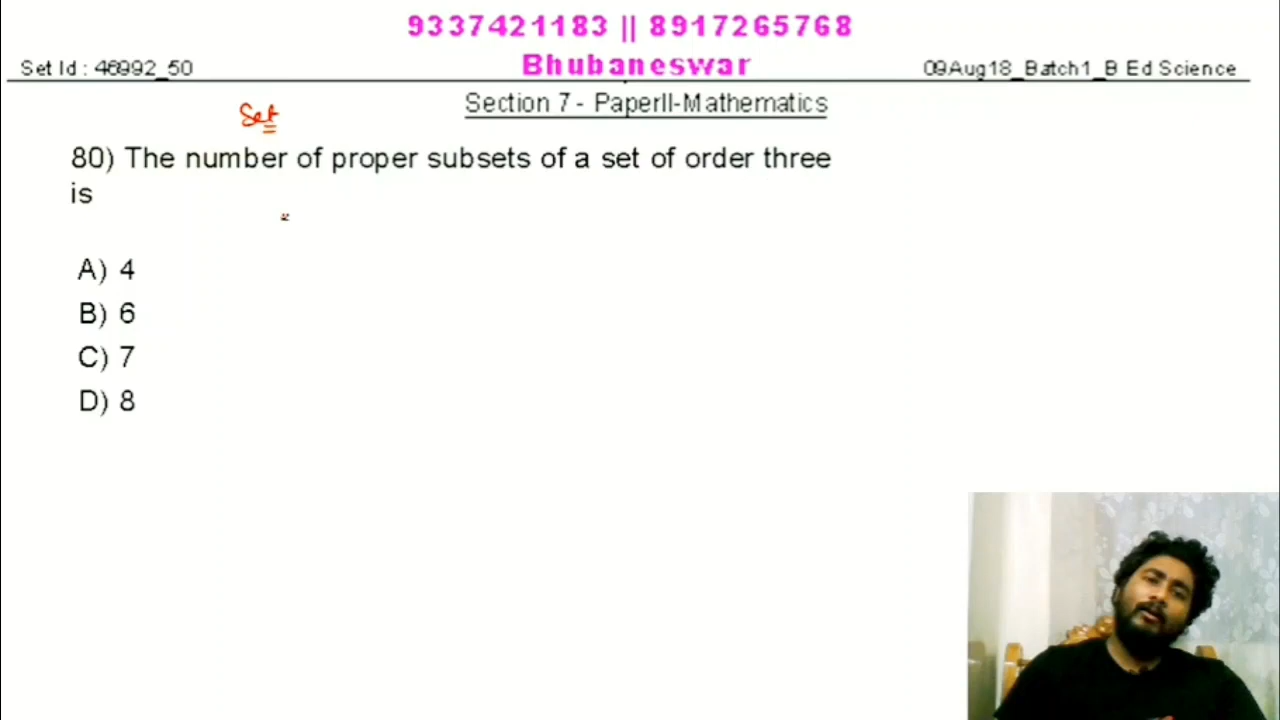 9337421183 || 8917265768
Bhubaneswar
Set Id : 46992_50
09Aug18_Batch1_B Ed Science
Section 7 - PaperII-Mathematics
Set
80) The number of proper subsets of a set of order three
is
A) 4
B) 6
C) 7
D) 8